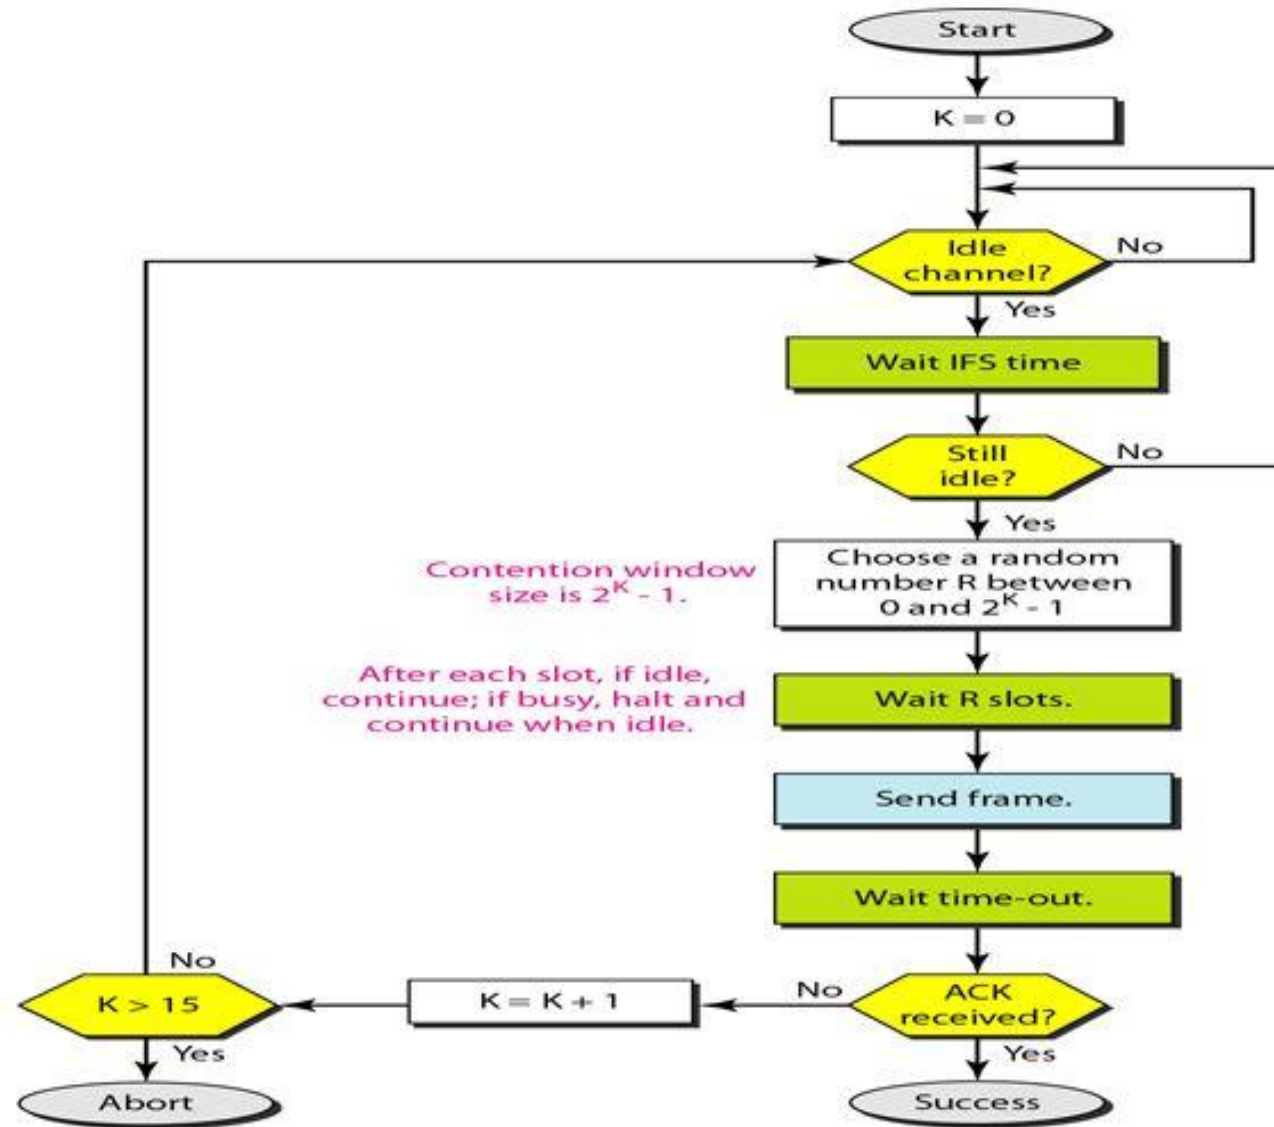 Start
K = 0
Idle
channel?
No
Yes
Wait IFS time
Still
idle?
No
Yes
Contention window
size is 2^K - 1.
Choose a random
number R between
0 and 2^K - 1
After each slot, if idle,
continue; if busy, halt and
continue when idle.
Wait R slots.
Send frame.
Wait time-out.
No
K > 15
K = K + 1
No
ACK
received?
Yes
Yes
Abort
Success